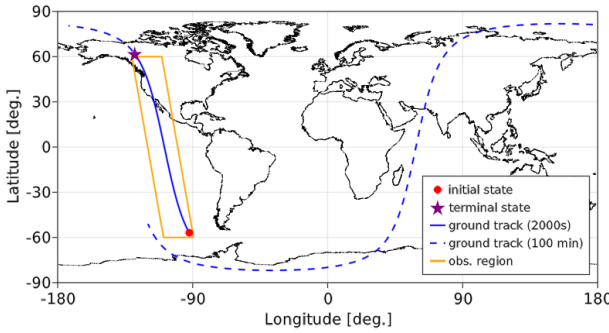 90
60
30
0
-30
-60
-90
Latitude [deg.]
-180
-90
0
90
180
Longitude [deg.]
initial state
terminal state
ground track (2000s)
ground track (100 min)
obs. region